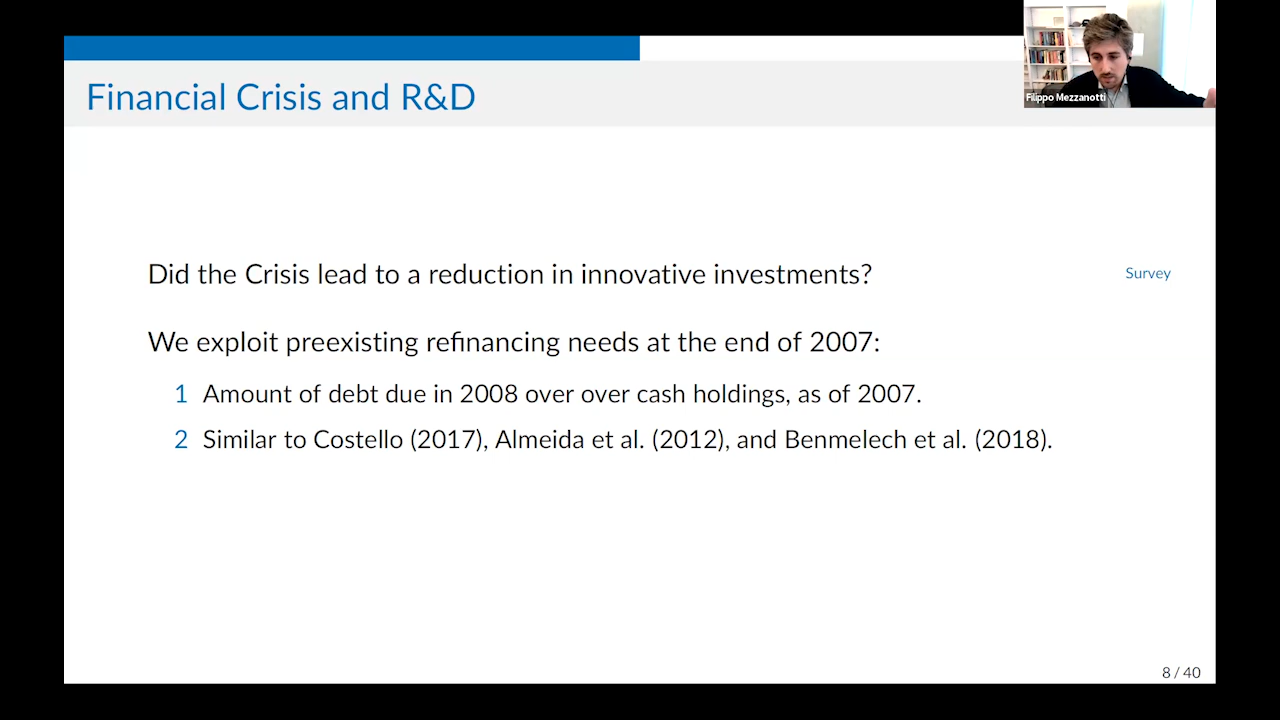 Financial Crisis and R&D
Filippo Mezzanotti
Did the Crisis lead to a reduction in innovative investments?
Survey
We exploit preexisting refinancing needs at the end of 2007:
1 Amount of debt due in 2008 over over cash holdings, as of 2007.
2 Similar to Costello (2017), Almeida et al. (2012), and Benmelech et al. (2018).
8 / 40